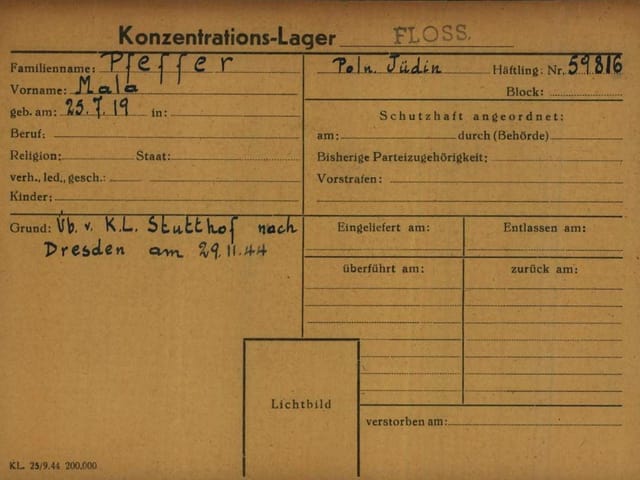 Konzentrations-Lager FLOSS.
Familienname: Pfeffer
Poln. Jüdin Häftling: Nr. 59.816
Vorname: Mala
Block:
geb. am: 25.7.19 in:
Schutzhaft angeordnet:
Beruf:
am: durch (Behörde)
Religion: Staat:
Bisherige Parteizugehörigkeit:
verh., led., gesch.:
Vorstrafen:
Kinder:
Grund: Üb. v. K.L. Stutthof nach
Dresden am 29.11.44
Eingeliefert am: Entlassen am:
überführt am: zurück am:
Lichtbild
verstorben am:
KL. 25/9.44 200.000